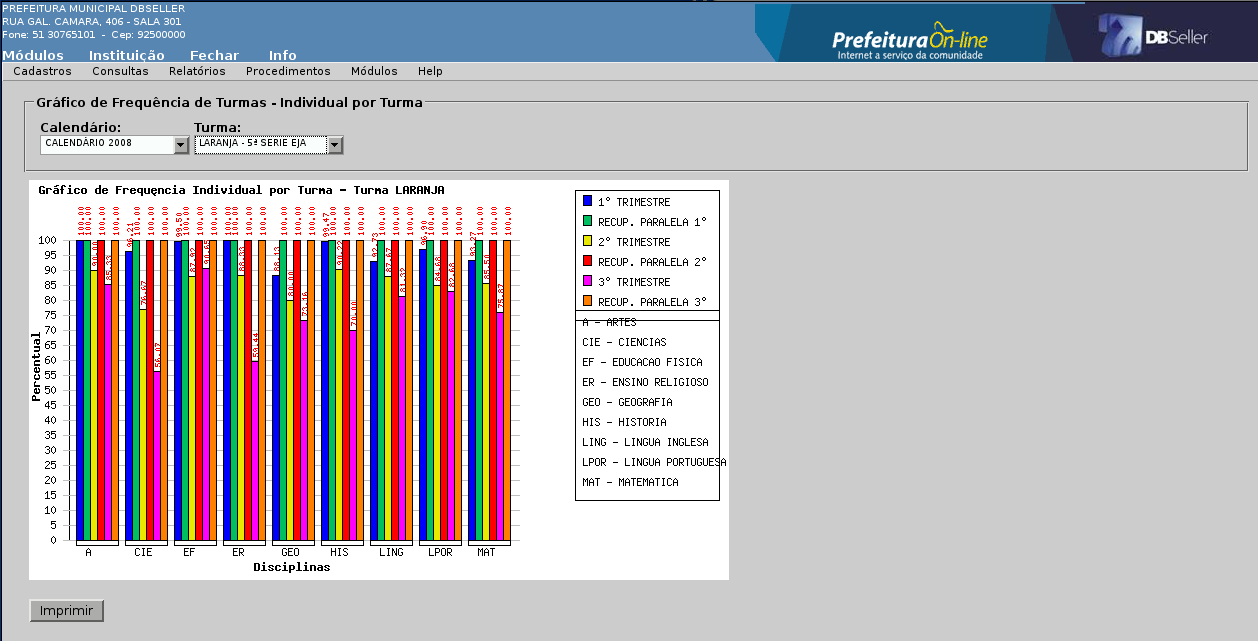 PREFEITURA MUNICIPAL DBSELLER
RUA GAL. CAMARA, 406 - SALA 301
Fone: 51 30765101 - Cep: 92500000
Prefeitura On-line
Internet a serviço da comunidade
DBSeller
Módulos Instituição Fechar Info
Cadastros Consultas Relatórios Procedimentos Módulos Help
Gráfico de Frequência de Turmas - Individual por Turma
Calendário: Turma:
CALENDÁRIO 2008 LARANJA - 5ª SERIE EJA
Gráfico de Frequęncia Individual por Turma - Turma LARANJA
100.00 100.00 90.00 100.00 85.33 100.00
96.21 100.00 76.67 100.00 56.07 100.00
99.50 100.00 87.92 100.00 90.65 100.00
100.00 100.00 88.33 100.00 59.44 100.00
88.13 100.00 80.00 100.00 73.16 100.00
99.47 100.00 90.22 100.00 70.00 100.00
92.73 100.00 87.67 100.00 81.32 100.00
96.90 100.00 84.68 100.00 82.68 100.00
93.27 100.00 85.50 100.00 75.87 100.00
100
95
90
85
80
75
70
65
60
55
50
45
40
35
30
25
20
15
10
5
0
Percentual
A CIE EF ER GEO HIS LING LPOR MAT
Disciplinas
1° TRIMESTRE
RECUP. PARALELA 1°
2° TRIMESTRE
RECUP. PARALELA 2°
3° TRIMESTRE
RECUP. PARALELA 3°
A - ARTES
CIE - CIENCIAS
EF - EDUCACAO FISICA
ER - ENSINO RELIGIOSO
GEO - GEOGRAFIA
HIS - HISTORIA
LING - LINGUA INGLESA
LPOR - LINGUA PORTUGUESA
MAT - MATEMATICA
Imprimir